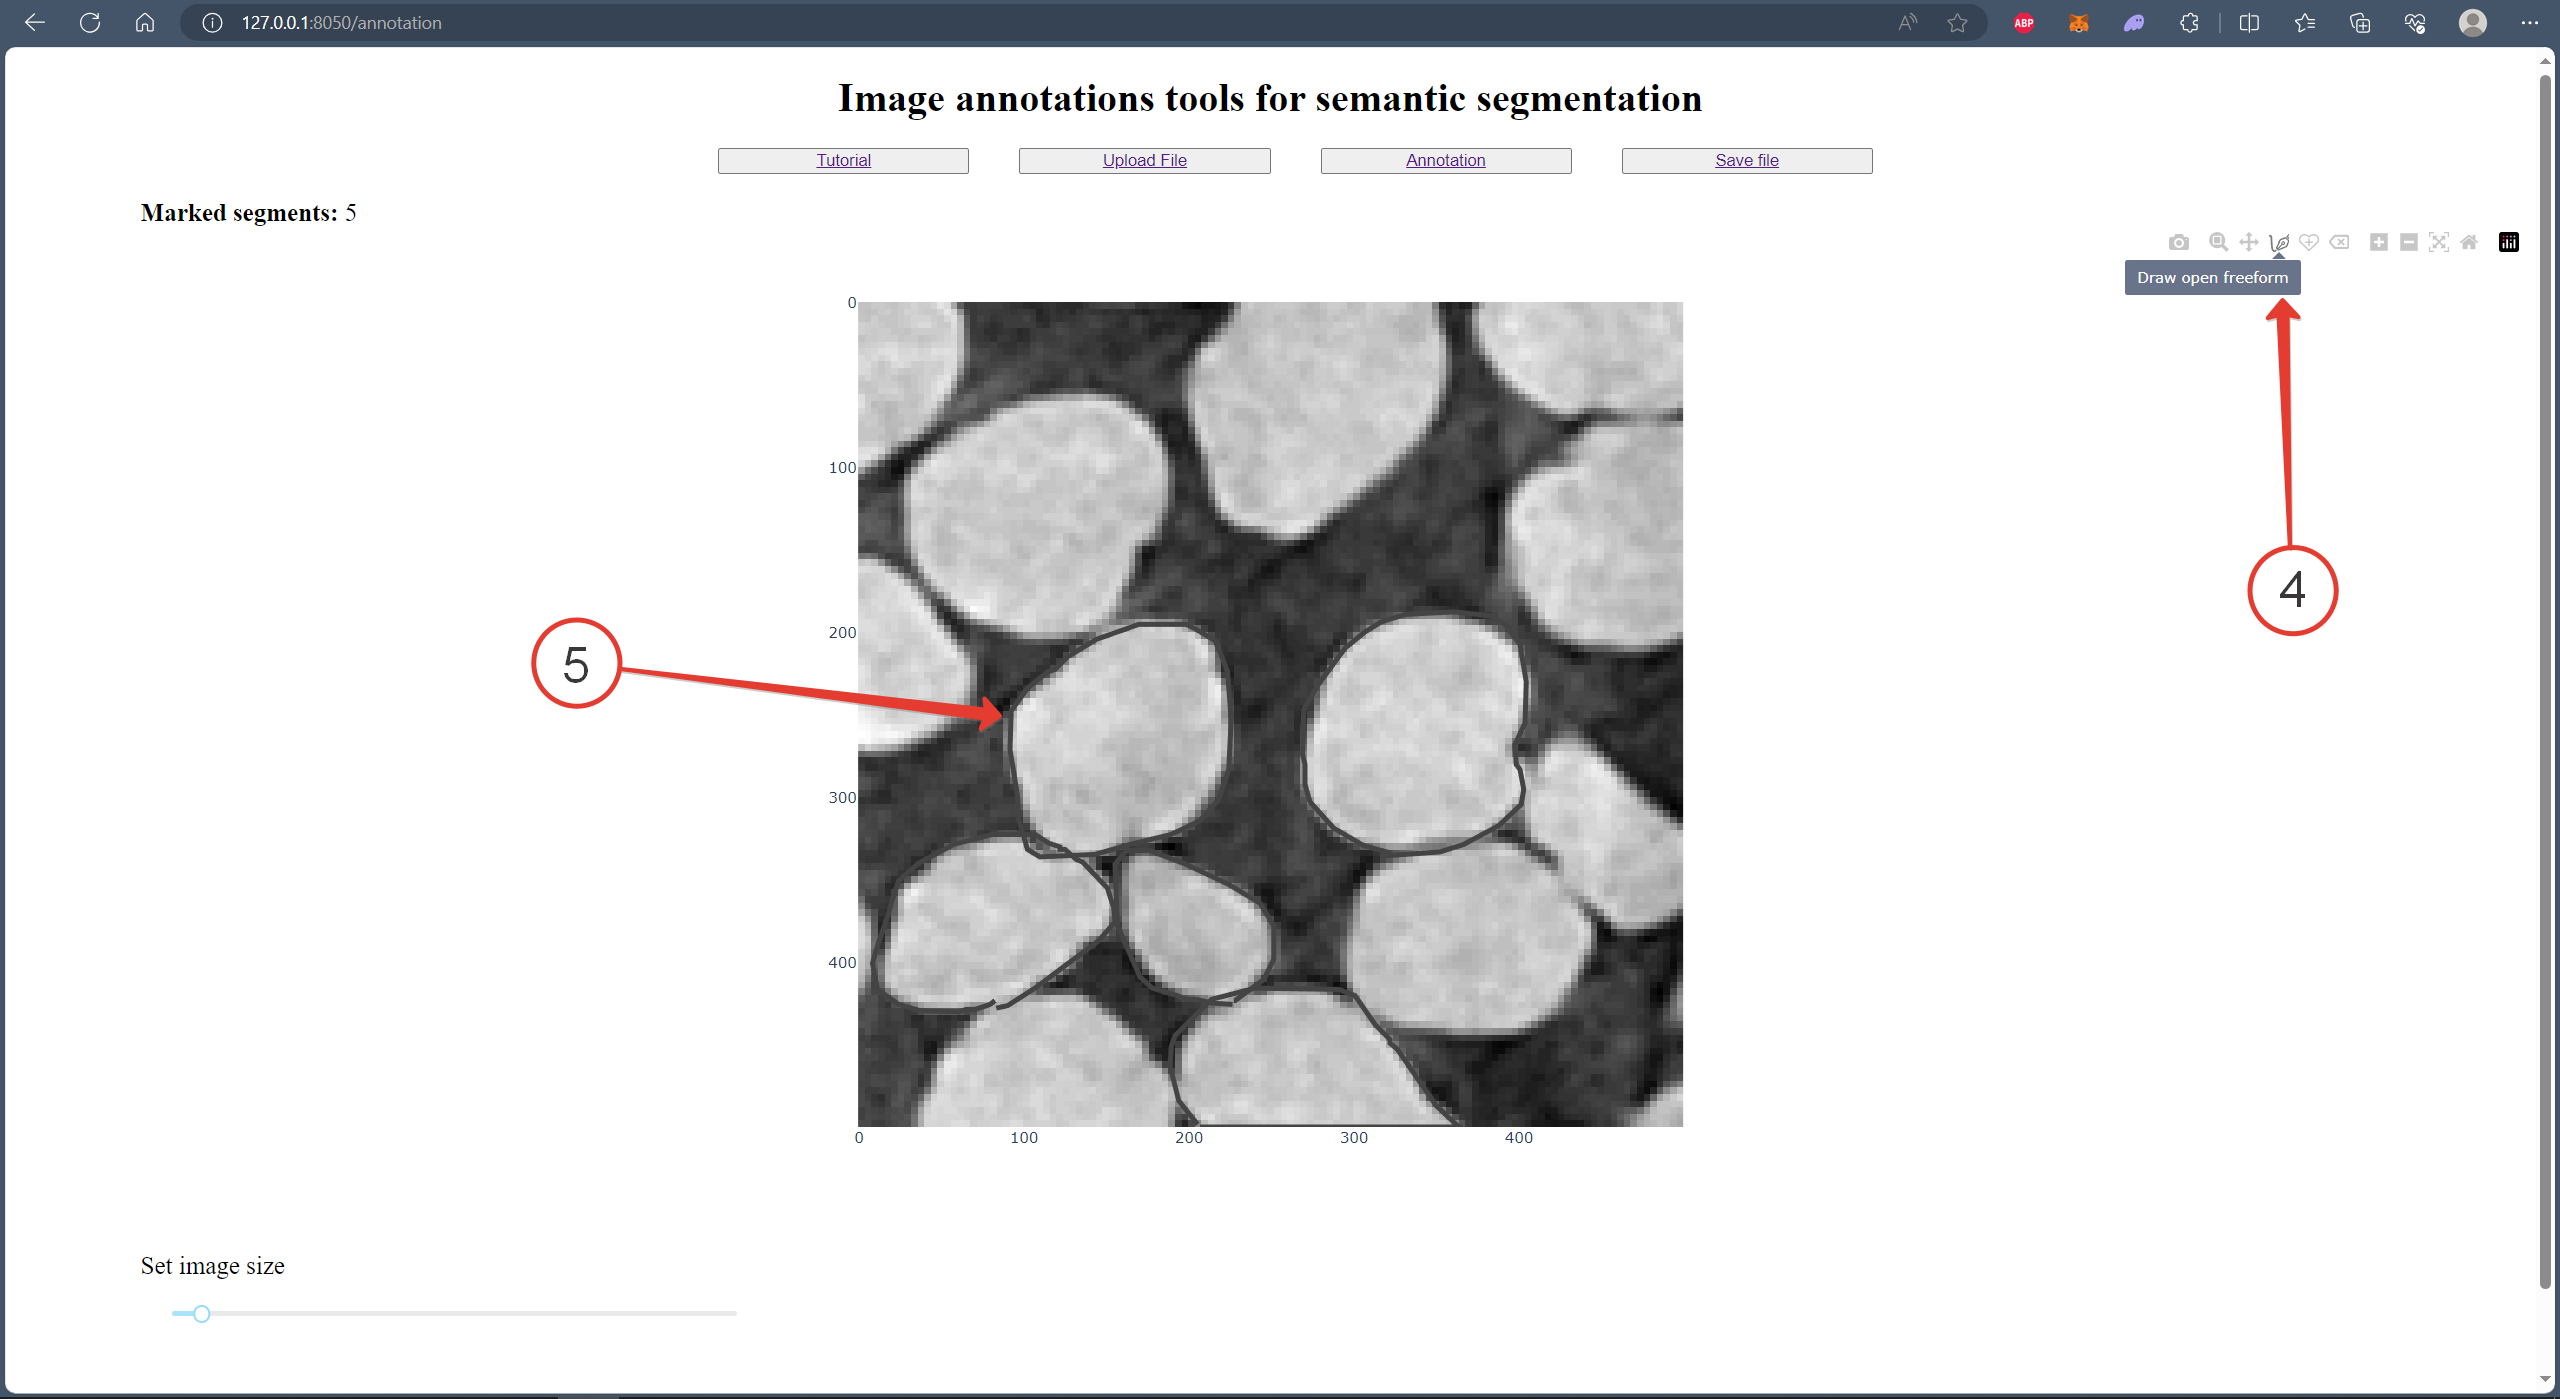 127.0.0.1:8050/annotation
ABP
Image annotations tools for semantic segmentation
Tutorial Upload File Annotation Save file
Marked segments: 5
Draw open freeform
0
100
200
300
400
0 100 200 300 400
4
5
Set image size